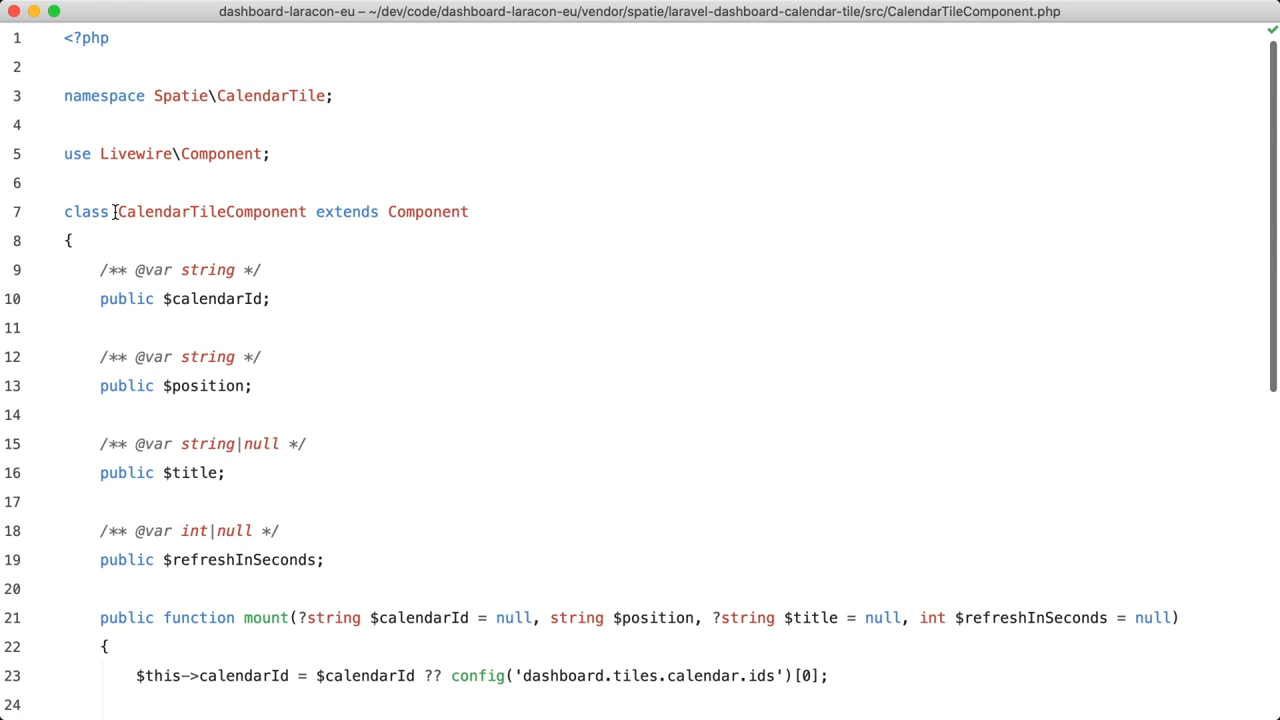 dashboard-laracon-eu – ~/dev/code/dashboard-laracon-eu/vendor/spatie/laravel-dashboard-calendar-tile/src/CalendarTileComponent.php
1 <?php
2
3 namespace Spatie\CalendarTile;
4
5 use Livewire\Component;
6
7 class CalendarTileComponent extends Component
8 {
9 /** @var string */
10 public $calendarId;
11
12 /** @var string */
13 public $position;
14
15 /** @var string|null */
16 public $title;
17
18 /** @var int|null */
19 public $refreshInSeconds;
20
21 public function mount(?string $calendarId = null, string $position, ?string $title = null, int $refreshInSeconds = null)
22 {
23 $this->calendarId = $calendarId ?? config('dashboard.tiles.calendar.ids')[0];
24